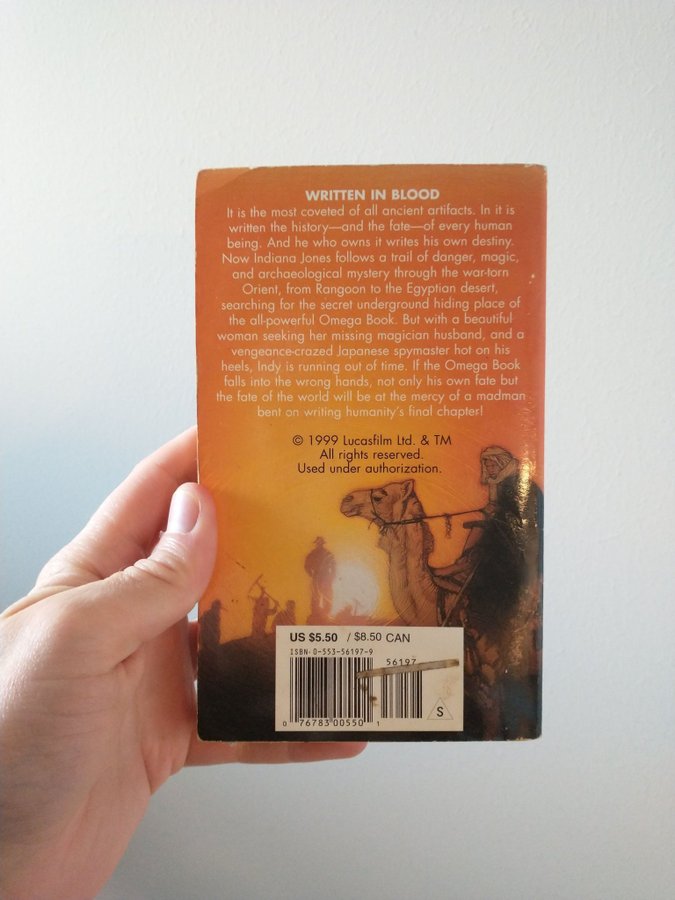 WRITTEN IN BLOOD
It is the most coveted of all ancient artifacts. In it is
written the history—and the fate—of every human
being. And he who owns it writes his own destiny.
Now Indiana Jones follows a trail of danger, magic,
and archaeological mystery through the war-torn
Orient, from Rangoon to the Egyptian desert,
searching for the secret underground hiding place of
the all-powerful Omega Book. But with a beautiful
woman seeking her missing magician husband, and a
vengeance-crazed Japanese spymaster hot on his
heels, Indy is running out of time. If the Omega Book
falls into the wrong hands, not only his own fate but
the fate of the world will be at the mercy of a madman
bent on writing humanity's final chapter!
© 1999 Lucasfilm Ltd. & TM
All rights reserved.
Used under authorization.
US $5.50 / $8.50 CAN
ISBN-0-553-56197-9
56197
0 76783 00550 1
S